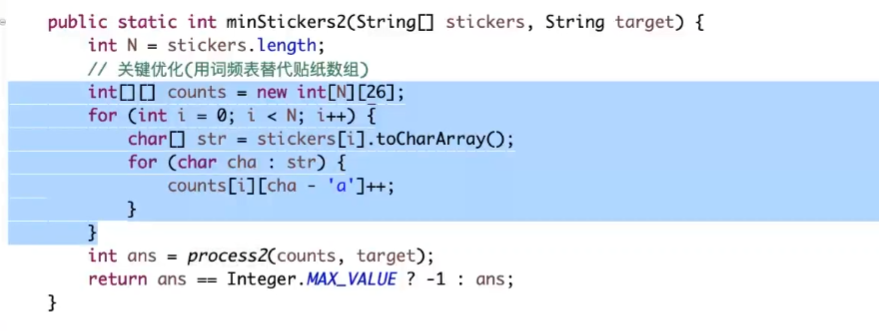 public static int minStickers2(String[] stickers, String target) {
int N = stickers.length;
// 关键优化(用词频表替代贴纸数组)
int[][] counts = new int[N][26];
for (int i = 0; i < N; i++) {
char[] str = stickers[i].toCharArray();
for (char cha : str) {
counts[i][cha - 'a']++;
}
}
int ans = process2(counts, target);
return ans == Integer.MAX_VALUE ? -1 : ans;
}